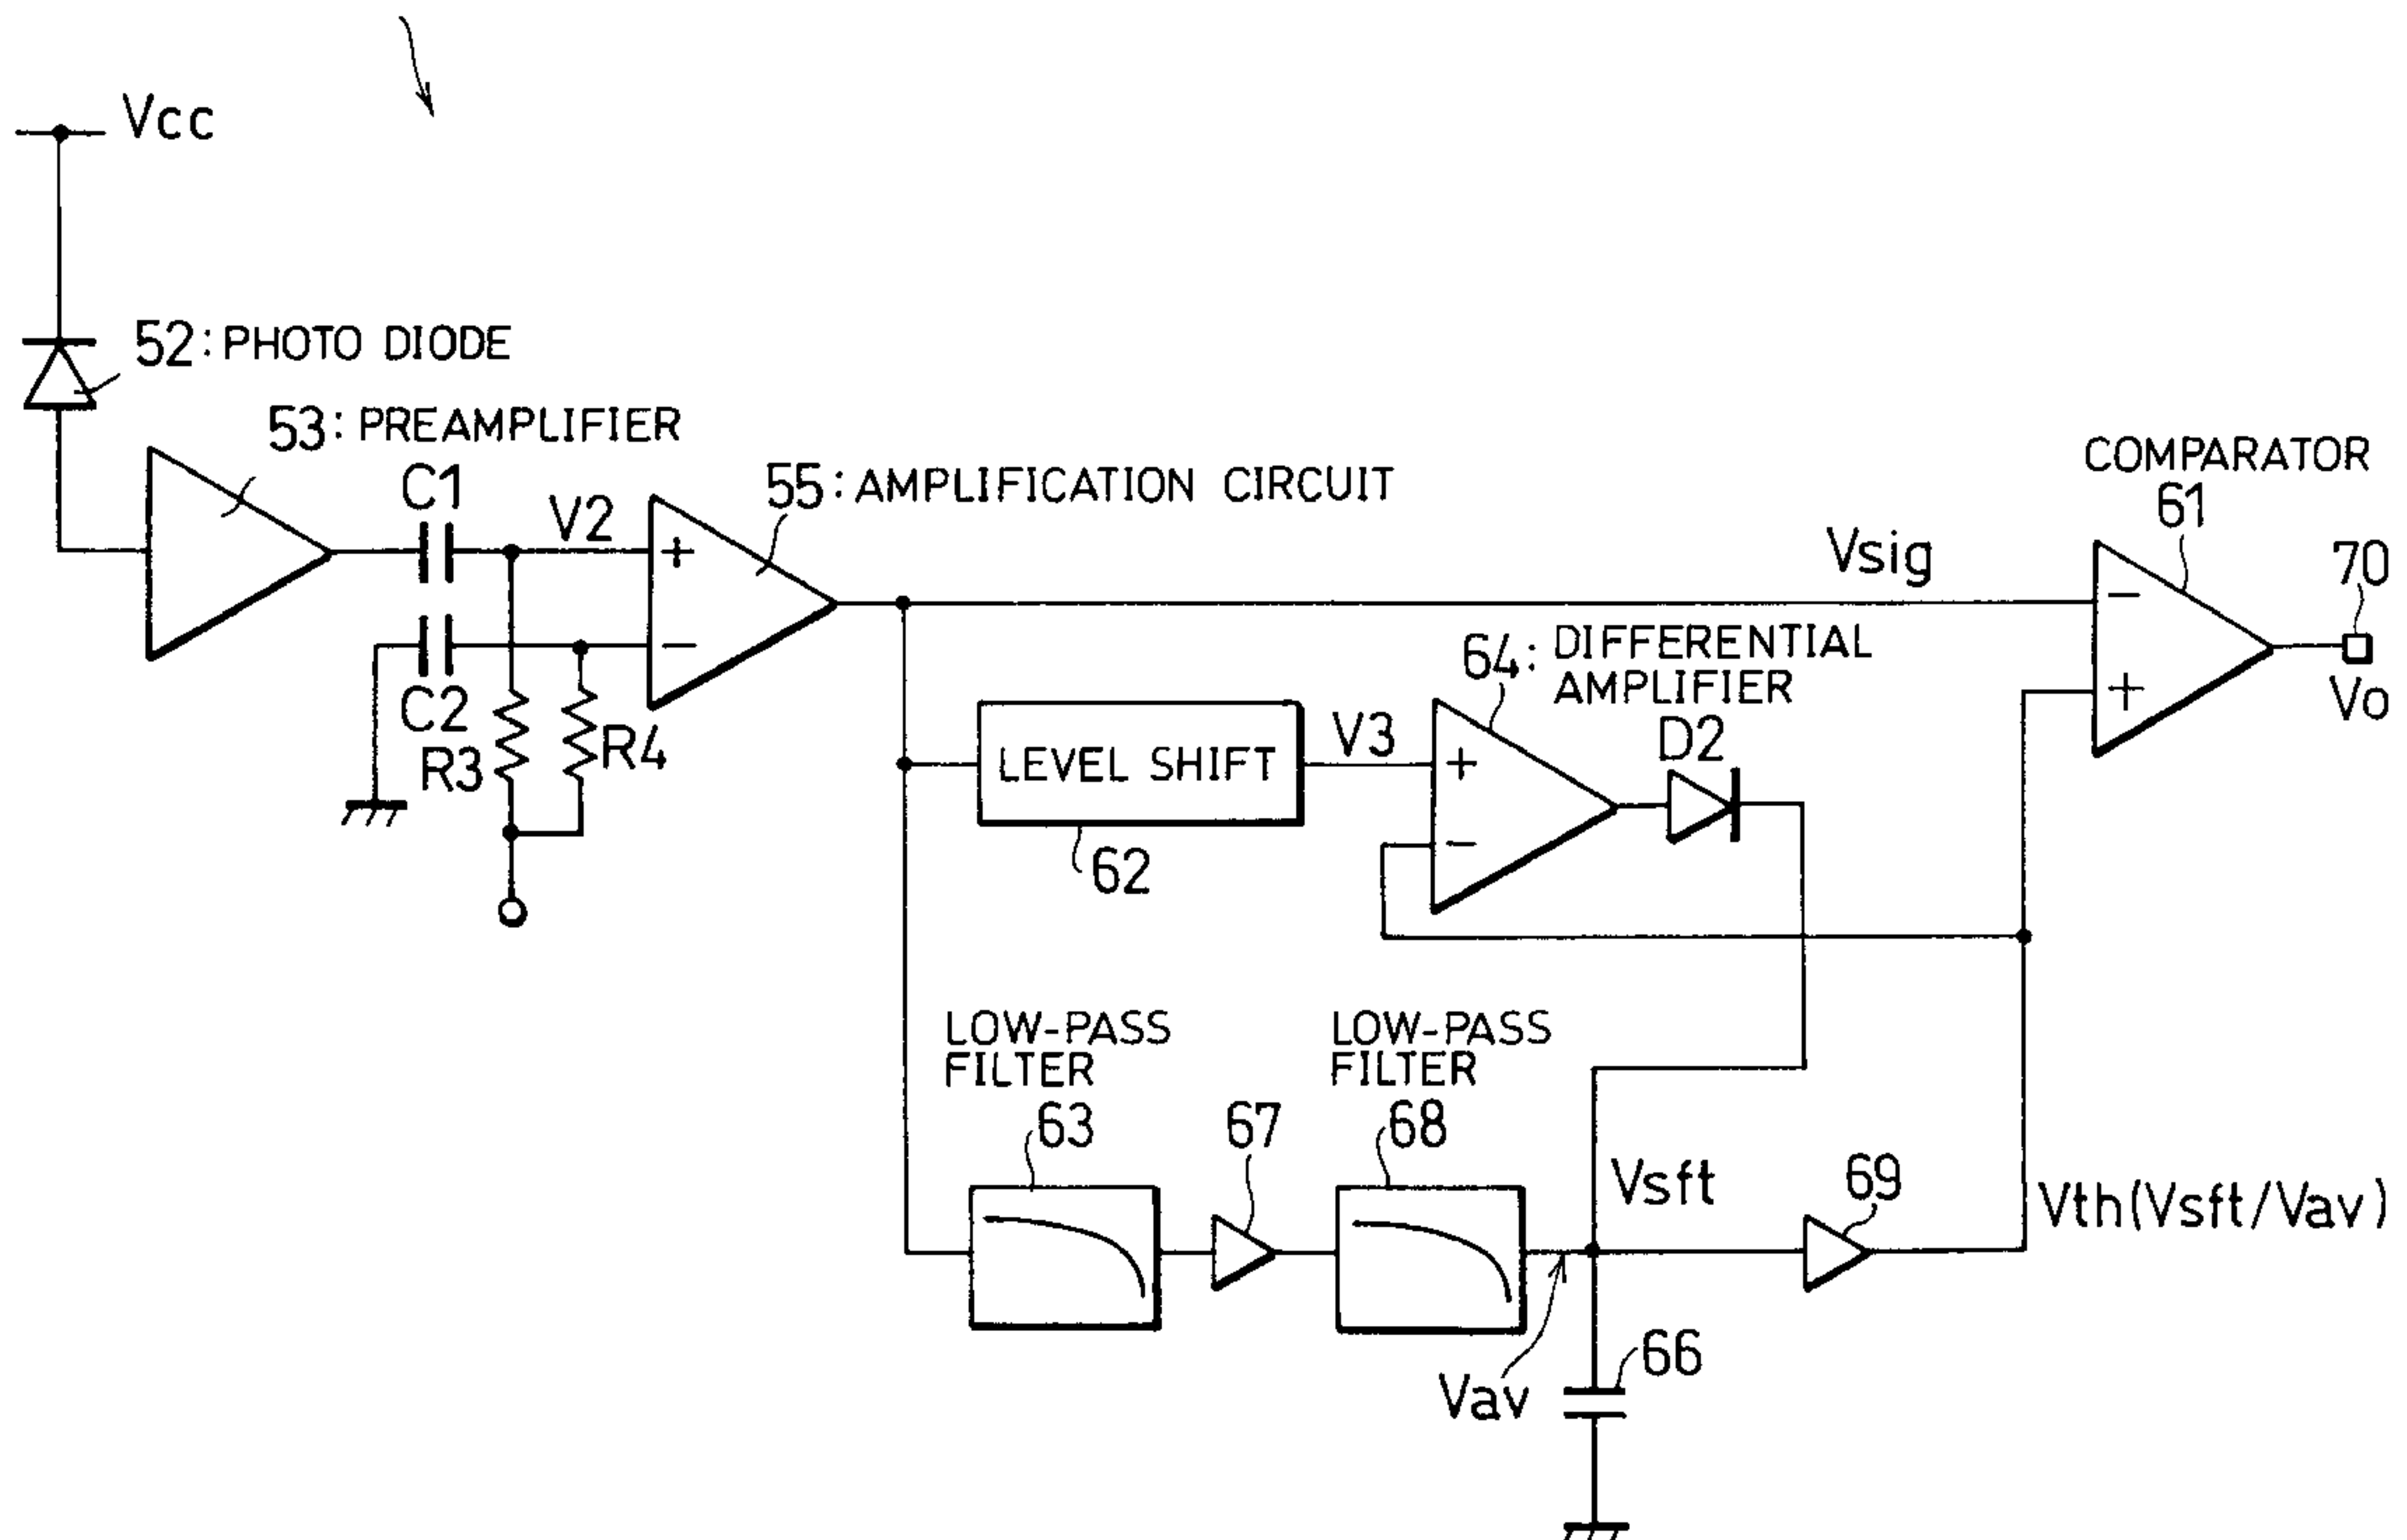 Vcc
52: PHOTO DIODE
53: PREAMPLIFIER
C1
V2
55: AMPLIFICATION CIRCUIT
+
−
C2
R3
R4
Vsig
COMPARATOR
61
−
+
70
Vo
64: DIFFERENTIAL
AMPLIFIER
LEVEL SHIFT
62
V3
+
−
D2
LOW-PASS
FILTER
63
67
LOW-PASS
FILTER
68
Vsft
69
Vth(Vsft/Vav)
Vav
66